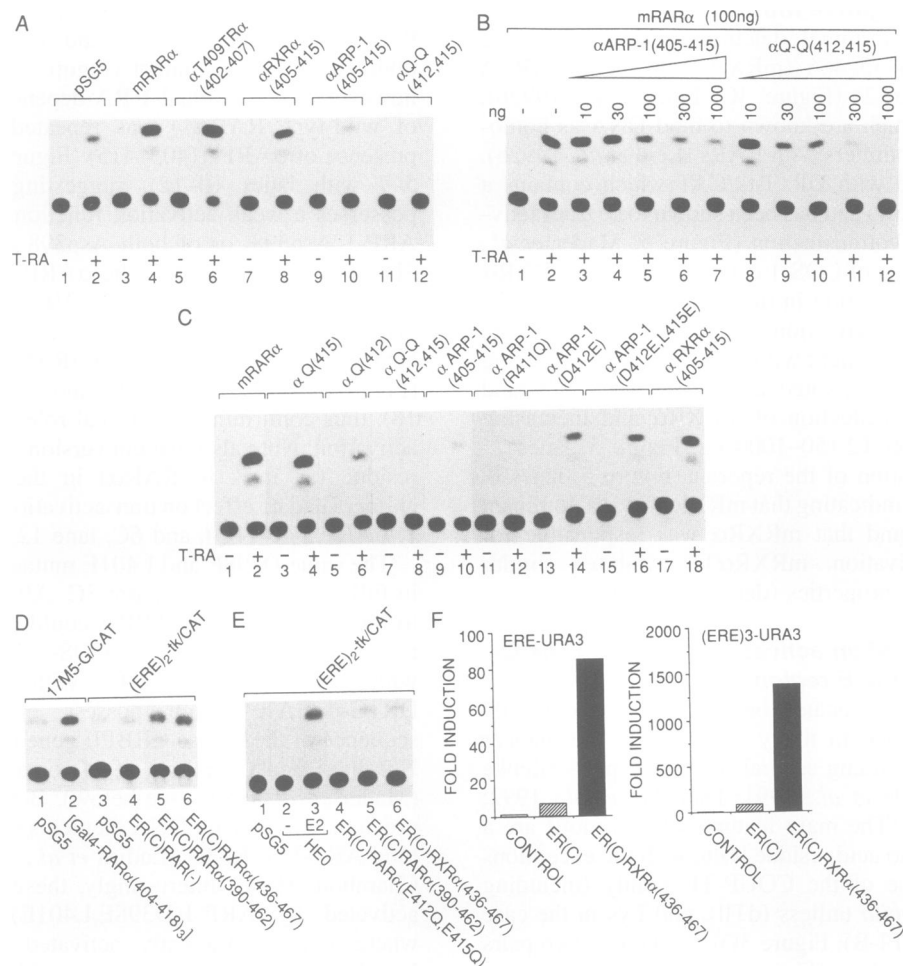 A
pSG5
mRARα
αT409TRα
(402-407)
αRXRα
(405-415)
αARP-1
(405-415)
αQ-Q
(412,415)
T-RA - + - + - + - + - + - +
1 2 3 4 5 6 7 8 9 10 11 12
B
mRARα (100ng)
αARP-1(405-415)
αQ-Q(412,415)
ng - - 10 30 100 300 1000 10 30 100 300 1000
T-RA - + + + + + + + + + + +
1 2 3 4 5 6 7 8 9 10 11 12
C
mRARα
α Q(415)
α Q(412)
α Q-Q
(412,415)
α ARP-1
(405-415)
α ARP-1
(R411Q)
α ARP-1
(D412E)
α ARP-1
(D412E,L415E)
α RXRα
(405-415)
T-RA - + - + - + - + - + - + - + - + - +
1 2 3 4 5 6 7 8 9 10 11 12 13 14 15 16 17 18
D
17M5-G/CAT
(ERE)2-tk/CAT
1 2 3 4 5 6
pSG5
[Gal4-RARα(404-419)3]
pSG5
ER(C)RAR(-)
ER(C)RARα(390-462)
ER(C)RXRα(436-467)
E
(ERE)2-tk/CAT
1 2 3 4 5 6
pSG5
- E2
HE0
ER(C)RARα(E412Q,E415Q)
ER(C)RARα(390-462)
ER(C)RXRα(436-467)
F
ERE-URA3
FOLD INDUCTION
100
80
60
40
20
0
CONTROL
ER(C)
ER(C)RXRα(436-467)
(ERE)3-URA3
FOLD INDUCTION
2000
1500
1000
500
0
CONTROL
ER(C)
ER(C)RXRα(436-467)